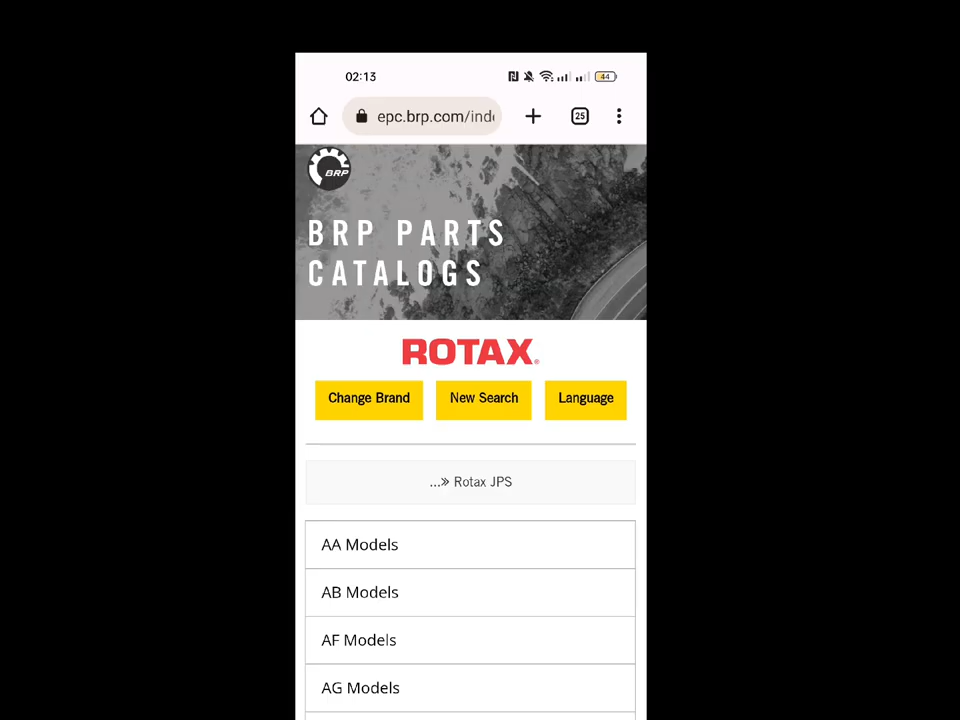 02:13
44
epc.brp.com/inde
25
BRP
BRP PARTS
CATALOGS
ROTAX®
Change Brand
New Search
Language
...» Rotax JPS
AA Models
AB Models
AF Models
AG Models